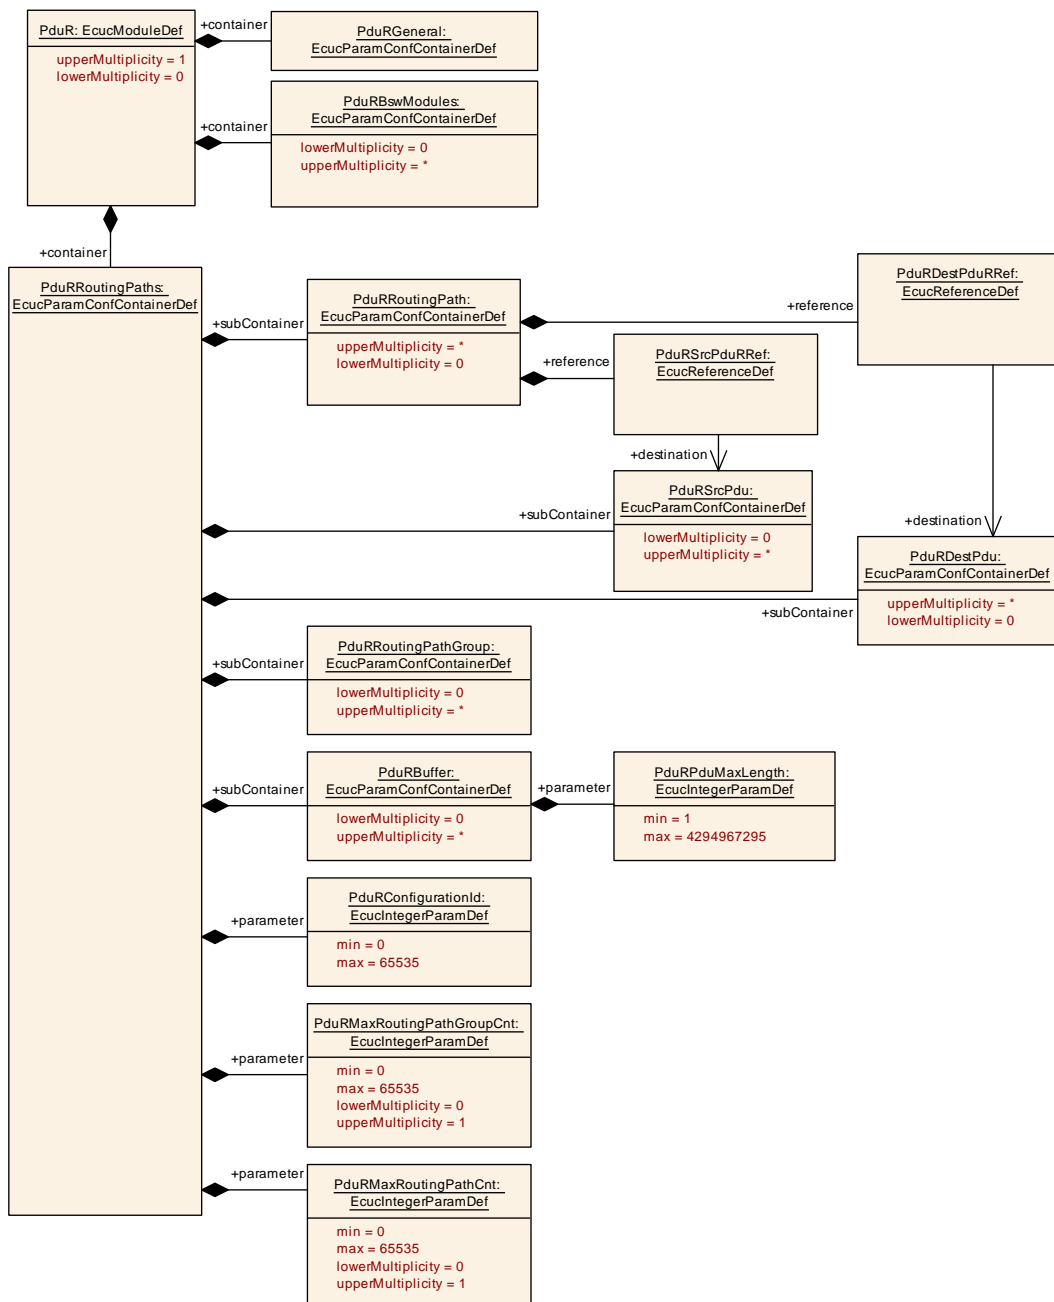 PduR: EcucModuleDef
upperMultiplicity = 1
lowerMultiplicity = 0
+container
PduRGeneral:
EcucParamConfContainerDef
+container
PduRBswModules:
EcucParamConfContainerDef
lowerMultiplicity = 0
upperMultiplicity = *
+container
PduRRoutingPaths:
EcucParamConfContainerDef
+subContainer
PduRRoutingPath:
EcucParamConfContainerDef
upperMultiplicity = *
lowerMultiplicity = 0
+reference
PduRDestPduRRef:
EcucReferenceDef
+reference
PduRSrcPduRRef:
EcucReferenceDef
+destination
+subContainer
PduRSrcPdu:
EcucParamConfContainerDef
lowerMultiplicity = 0
upperMultiplicity = *
+destination
+subContainer
PduRDestPdu:
EcucParamConfContainerDef
upperMultiplicity = *
lowerMultiplicity = 0
+subContainer
PduRRoutingPathGroup:
EcucParamConfContainerDef
lowerMultiplicity = 0
upperMultiplicity = *
+subContainer
PduRBuffer:
EcucParamConfContainerDef
lowerMultiplicity = 0
upperMultiplicity = *
+parameter
PduRPduMaxLength:
EcucIntegerParamDef
min = 1
max = 4294967295
+parameter
PduRConfigurationId:
EcucIntegerParamDef
min = 0
max = 65535
+parameter
PduRMaxRoutingPathGroupCnt:
EcucIntegerParamDef
min = 0
max = 65535
lowerMultiplicity = 0
upperMultiplicity = 1
+parameter
PduRMaxRoutingPathCnt:
EcucIntegerParamDef
min = 0
max = 65535
lowerMultiplicity = 0
upperMultiplicity = 1